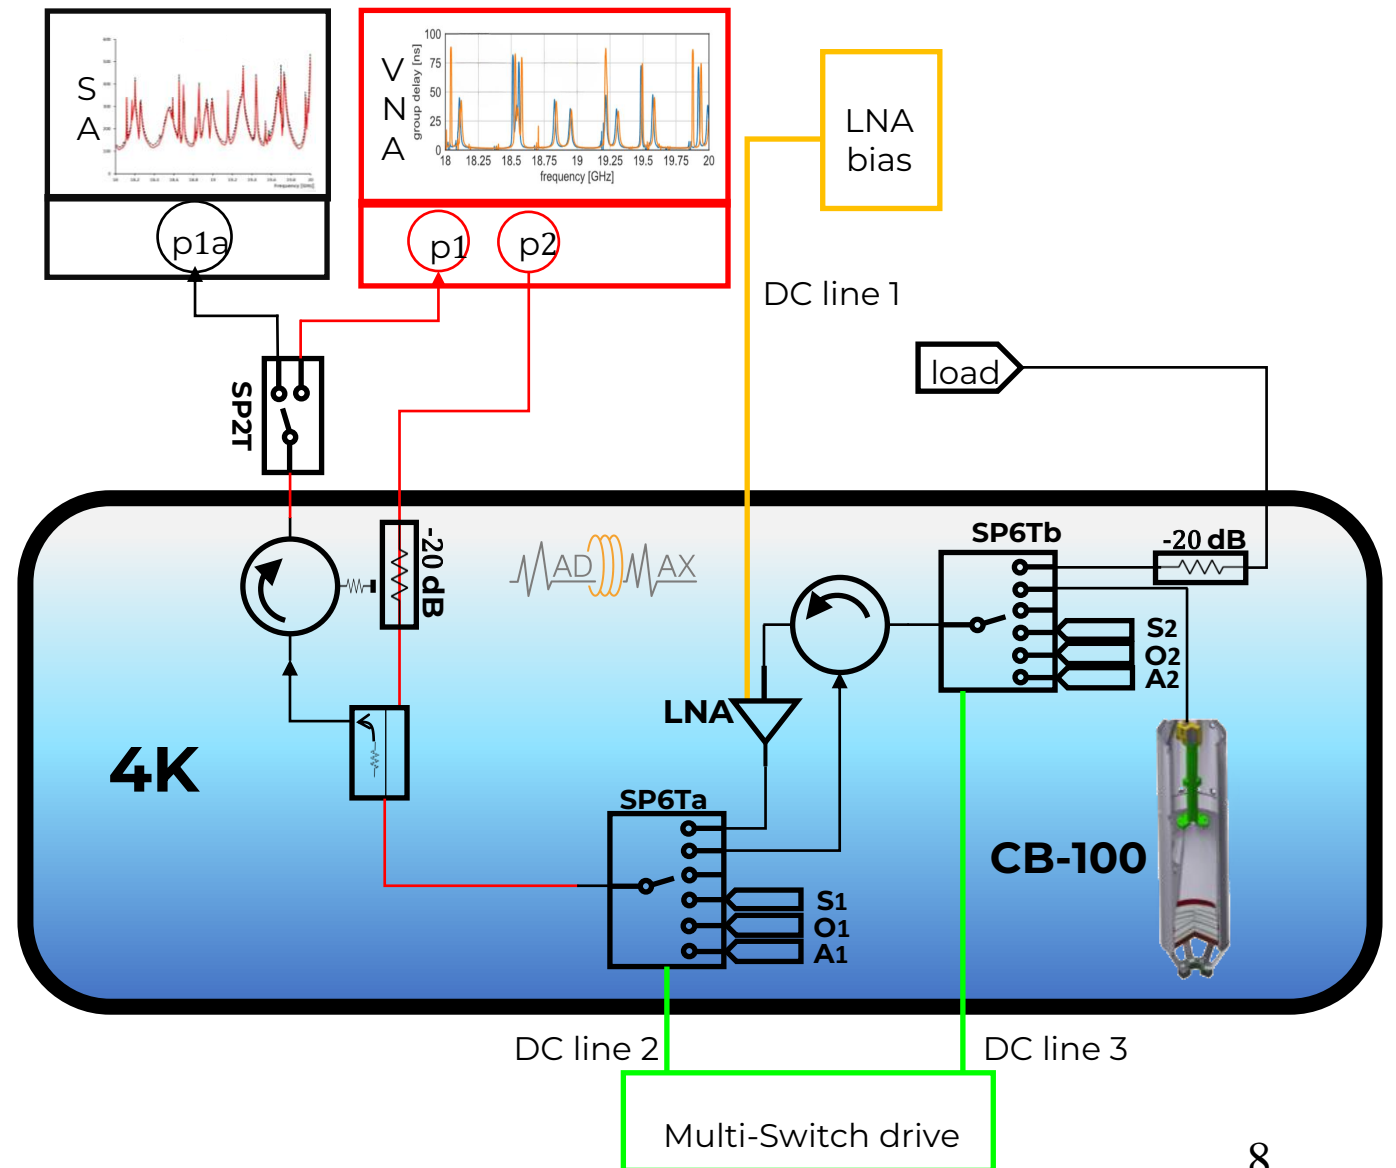 S
A
frequency [GHz]
p1a
V
N
A
group delay [ns]
100
75
50
25
0
18 18.25 18.5 18.75 19 19.25 19.5 19.75 20
frequency [GHz]
p1
p2
LNA
bias
DC line 1
load
SP2T
-20 dB
MADMAX
SP6Tb
-20 dB
S2
O2
A2
LNA
4K
SP6Ta
S1
O1
A1
CB-100
DC line 2
DC line 3
Multi-Switch drive
8